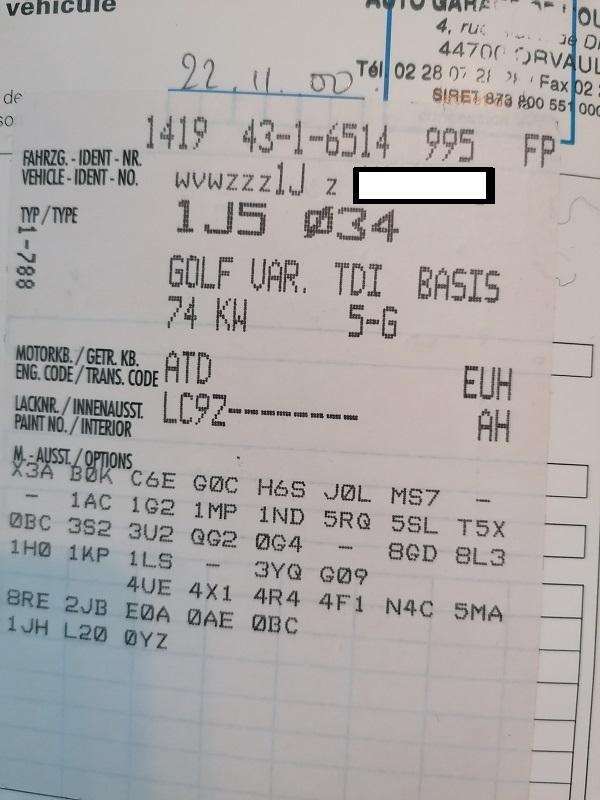 véhicule
4, rue
44700 ORVAUL
22.11.00
Tél. 02 28 07 Fax 02
de
SIRET 873 800 551 000
so
1419 43-1-6514 995 FP
FAHRZG. - IDENT - NR.
VEHICLE - IDENT - NO. WVWZZZ1J Z
TYP / TYPE 1J5 034
1-788
GOLF VAR. TDI BASIS
74 KW 5-G
MOTORKB. / GETR. KB.
ENG. CODE / TRANS. CODE ATD EUH
LACKNR. / INNENAUSST.
PAINT NO. / INTERIOR LC9Z----------- AH
M.-AUSST. / OPTIONS
X3A B0K C6E G0C H6S J0L MS7 -
- 1AC 1G2 1MP 1ND 5RQ 5SL T5X
0BC 3S2 3U2 QG2 0G4 - 8GD 8L3
1H0 1KP 1LS - 3YQ G09
4UE 4X1 4R4 4F1 N4C 5MA
8RE 2JB E0A 0AE 0BC
1JH L20 0YZ